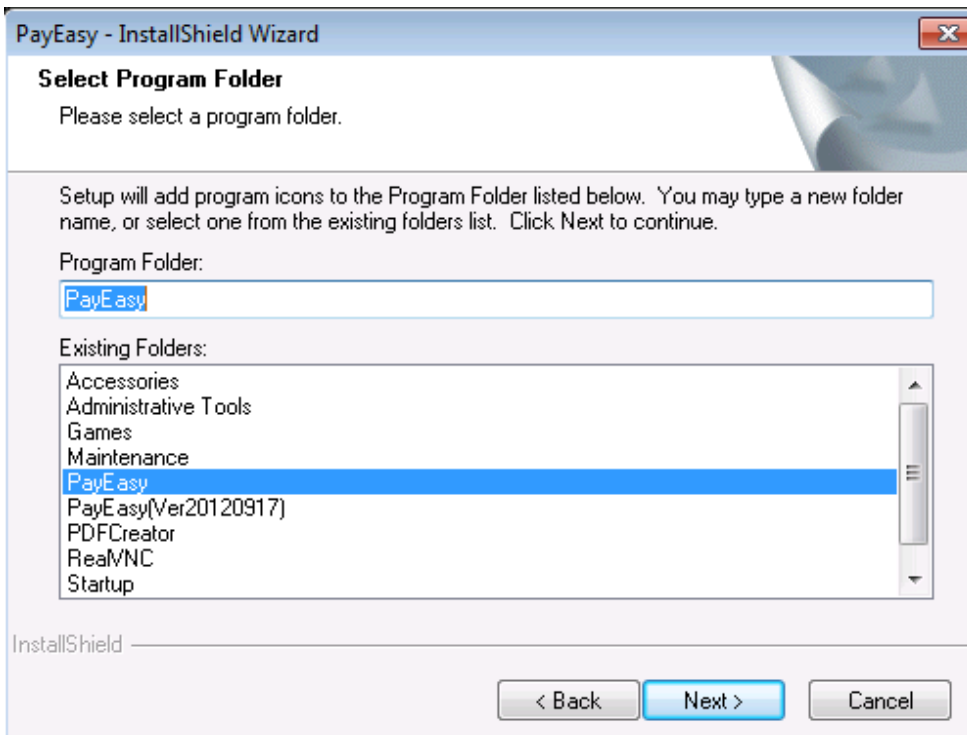 PayEasy - InstallShield Wizard
Select Program Folder
Please select a program folder.
Setup will add program icons to the Program Folder listed below.  You may type a new folder
name, or select one from the existing folders list.  Click Next to continue.
Program Folder:
PayEasy
Existing Folders:
Accessories
Administrative Tools
Games
Maintenance
PayEasy
PayEasy(Ver20120917)
PDFCreator
RealVNC
Startup
InstallShield
< Back
Next >
Cancel